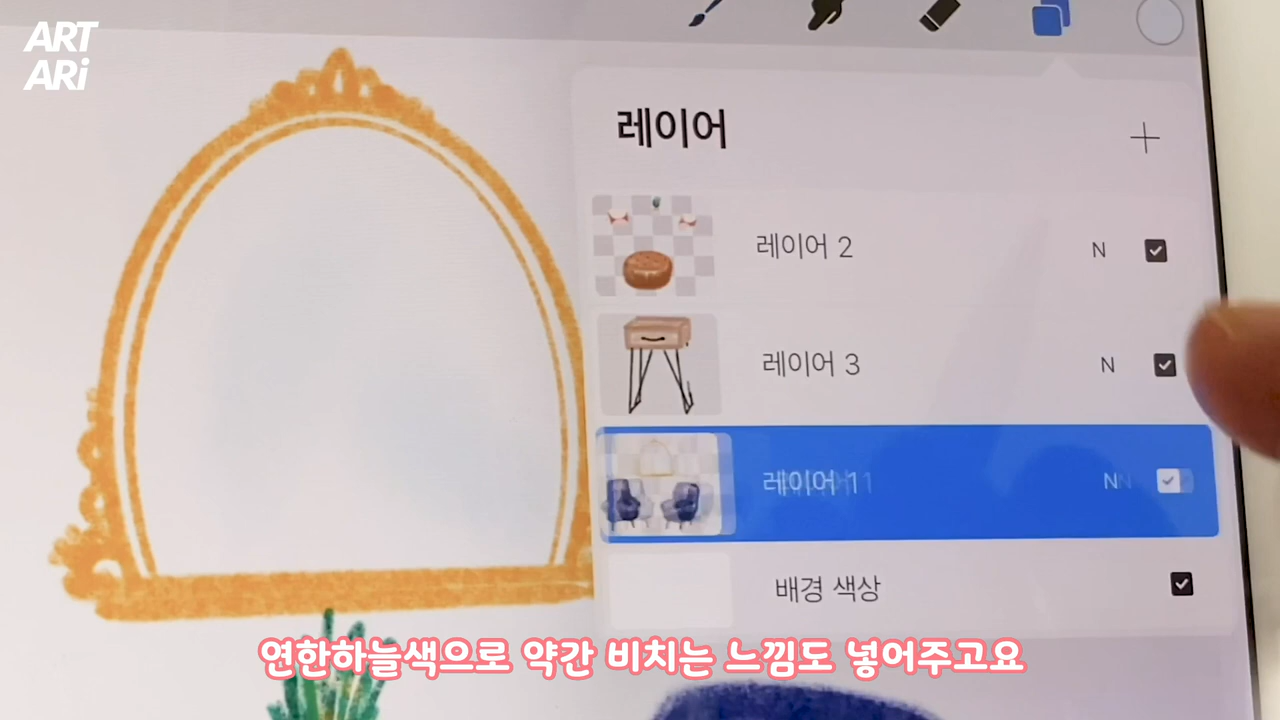 ART
ARi
레이어
레이어 2 N
레이어 3 N
레이어 1 N
배경 색상
연한하늘색으로 약간 비치는 느낌도 넣어주고요